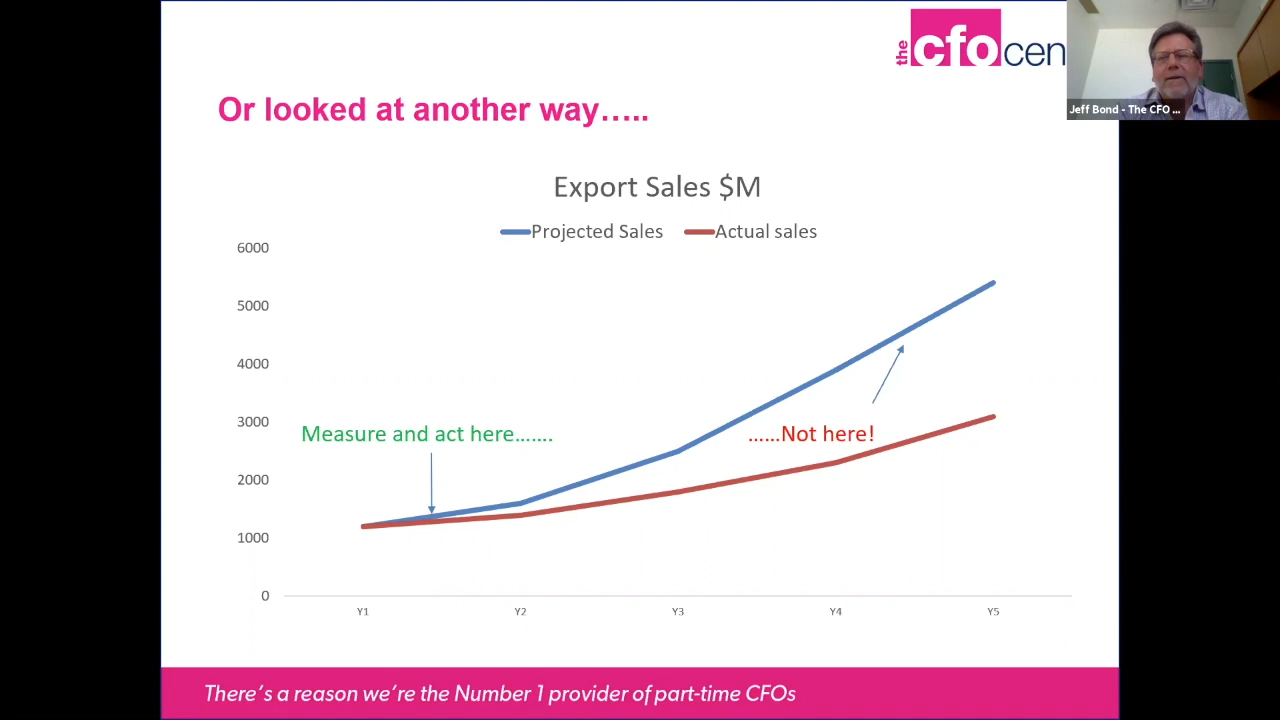 the cfo cen
Jeff Bond - The CFO ...
Or looked at another way…..
Export Sales $M
Projected Sales
Actual sales
6000
5000
4000
3000
2000
1000
0
Measure and act here…….
……Not here!
Y1
Y2
Y3
Y4
Y5
There's a reason we're the Number 1 provider of part-time CFOs